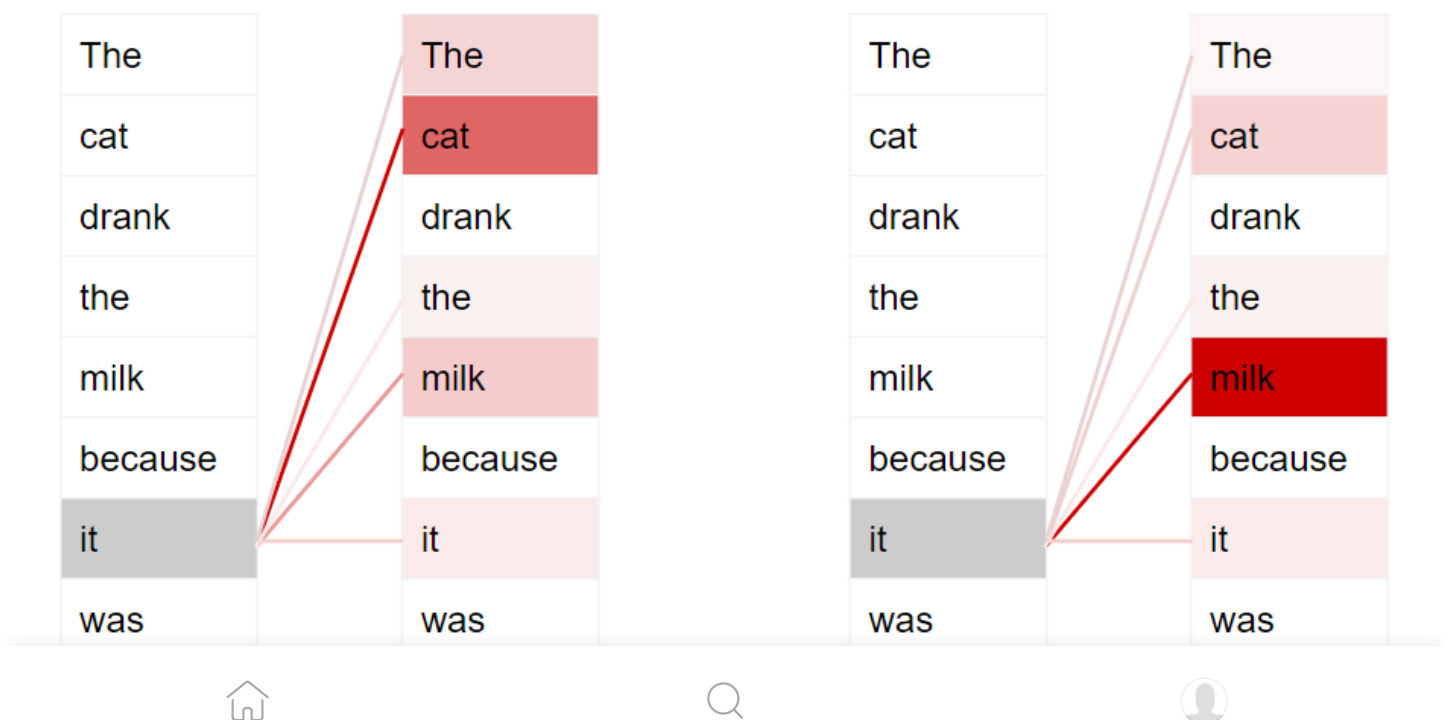 The The The The
cat cat cat cat
drank drank drank drank
the the the the
milk milk milk milk
because because because because
it it it it
was was was was